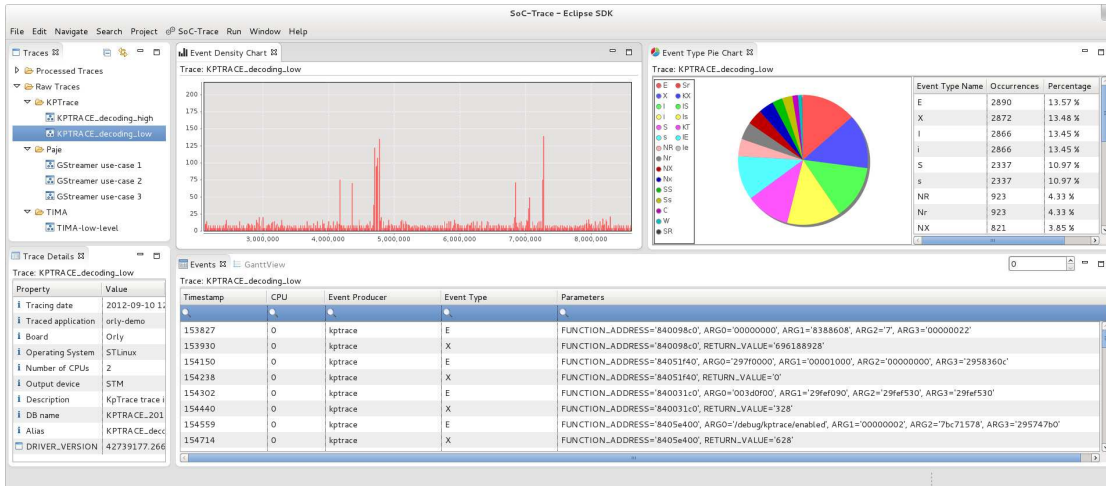 SoC-Trace - Eclipse SDK
File Edit Navigate Search Project SoC-Trace Run Window Help
Traces
Processed Traces
Raw Traces
KPTrace
KPTRACE_decoding_high
KPTRACE_decoding_low
Paje
GStreamer use-case 1
GStreamer use-case 2
GStreamer use-case 3
TIMA
TIMA-low-level
Event Density Chart
Trace: KPTRACE_decoding_low
200
175
150
125
100
75
50
25
0
3,000,000 4,000,000 5,000,000 6,000,000 7,000,000 8,000,000
Event Type Pie Chart
Trace: KPTRACE_decoding_low
E Sr
X KX
I IS
i Is
S KT
s IE
NR Ie
Nr
NX
Nx
SS
Ss
C
W
SR
Event Type Name Occurrences Percentage
E 2890 13.57 %
X 2872 13.48 %
I 2866 13.45 %
i 2866 13.45 %
S 2337 10.97 %
s 2337 10.97 %
NR 923 4.33 %
Nr 923 4.33 %
NX 821 3.85 %
Trace Details
Trace: KPTRACE_decoding_low
Property Value
Tracing date 2012-09-10 12
Traced application orly-demo
Board Orly
Operating System STLinux
Number of CPUs 2
Output device STM
Description KpTrace trace i
DB name KPTRACE_201
Alias KPTRACE_deco
DRIVER_VERSION 42739177.266
Events GanttView
0
Trace: KPTRACE_decoding_low
Timestamp CPU Event Producer Event Type Parameters
153827 0 kptrace E FUNCTION_ADDRESS='840098c0', ARG0='00000000', ARG1='8388608', ARG2='7', ARG3='00000022'
153930 0 kptrace X FUNCTION_ADDRESS='840098c0', RETURN_VALUE='696188928'
154150 0 kptrace E FUNCTION_ADDRESS='84051f40', ARG0='297f0000', ARG1='00001000', ARG2='00000000', ARG3='2958360c'
154238 0 kptrace X FUNCTION_ADDRESS='84051f40', RETURN_VALUE='0'
154302 0 kptrace E FUNCTION_ADDRESS='840031c0', ARG0='003d0f00', ARG1='29fef090', ARG2='29fef530', ARG3='29fef530'
154440 0 kptrace X FUNCTION_ADDRESS='840031c0', RETURN_VALUE='328'
154559 0 kptrace E FUNCTION_ADDRESS='8405e400', ARG0='/debug/kptrace/enabled', ARG1='00000002', ARG2='7bc71578', ARG3='295747b0'
154714 0 kptrace X FUNCTION_ADDRESS='8405e400', RETURN_VALUE='628'